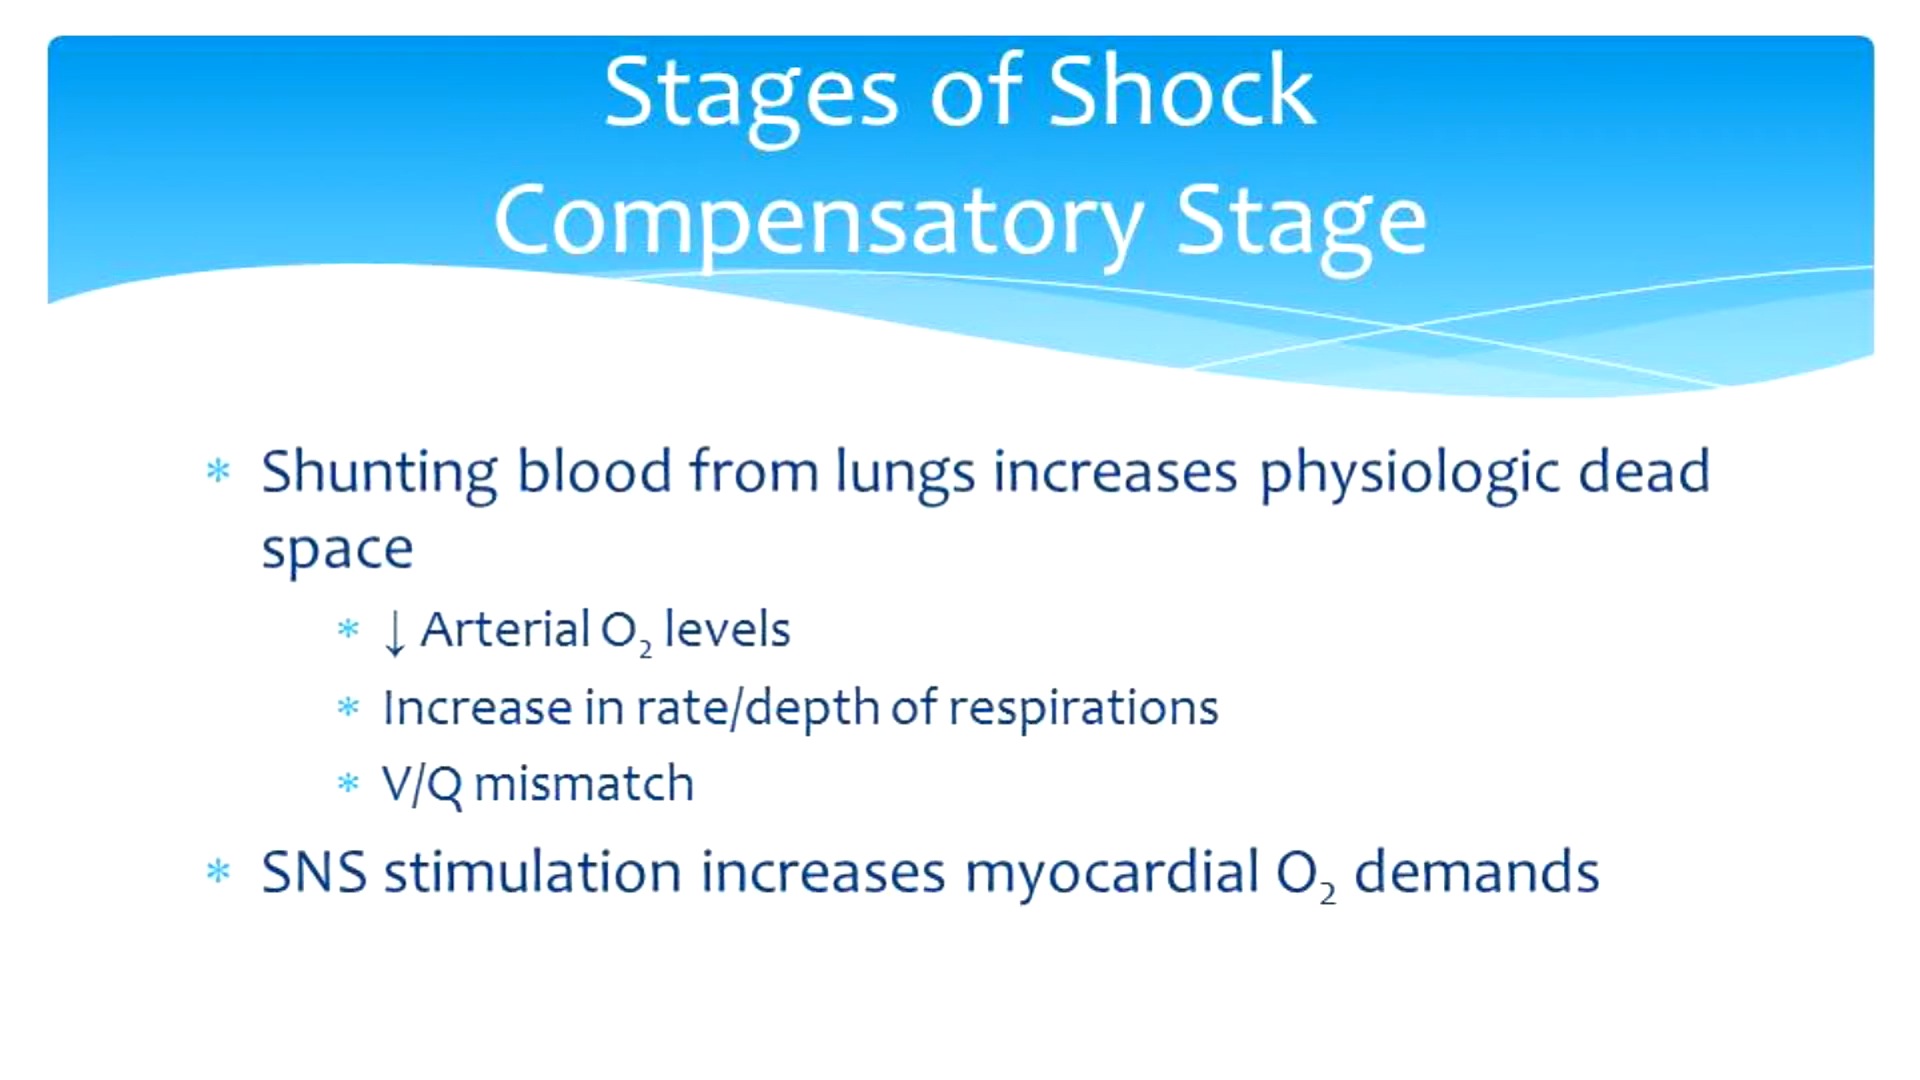 Stages of Shock
Compensatory Stage
* Shunting blood from lungs increases physiologic dead
space
* ↓ Arterial O₂ levels
* Increase in rate/depth of respirations
* V/Q mismatch
* SNS stimulation increases myocardial O₂ demands